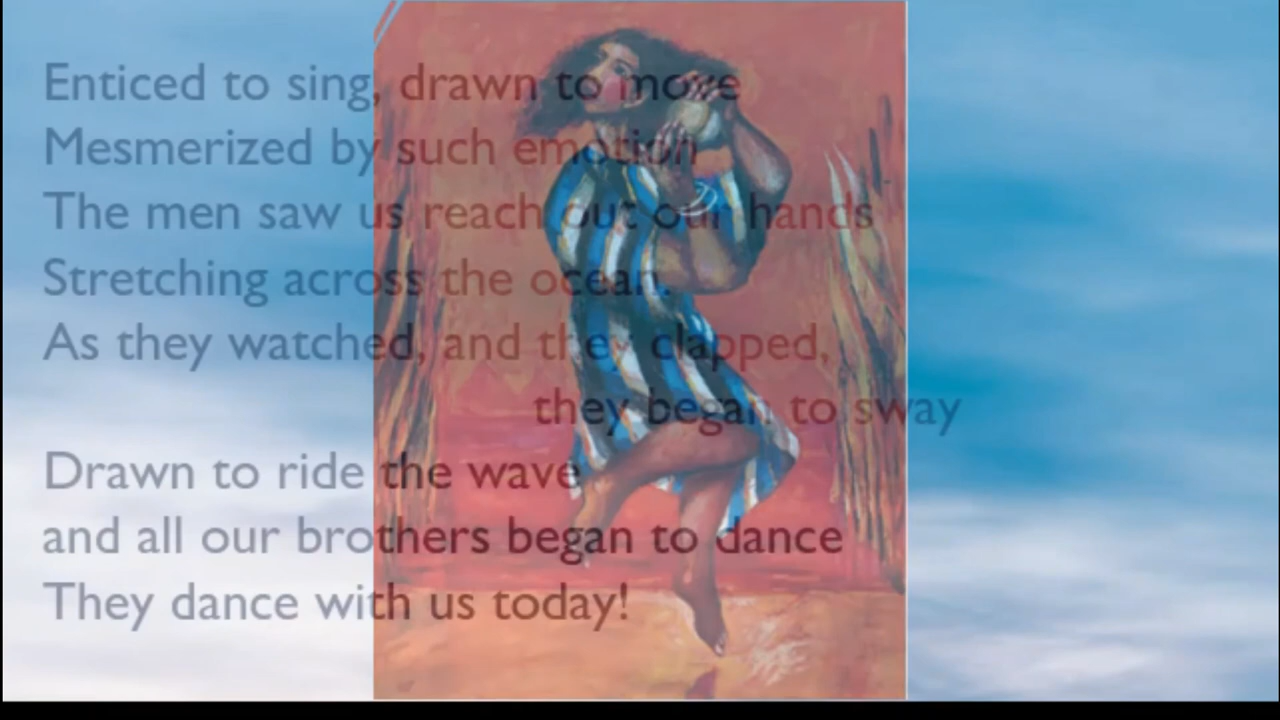 Enticed to sing, drawn to move
Mesmerized by such emotion
The men saw us reach out our hands
Stretching across the ocean
As they watched, and they clapped,
they began to sway
Drawn to ride the wave
and all our brothers began to dance
They dance with us today!